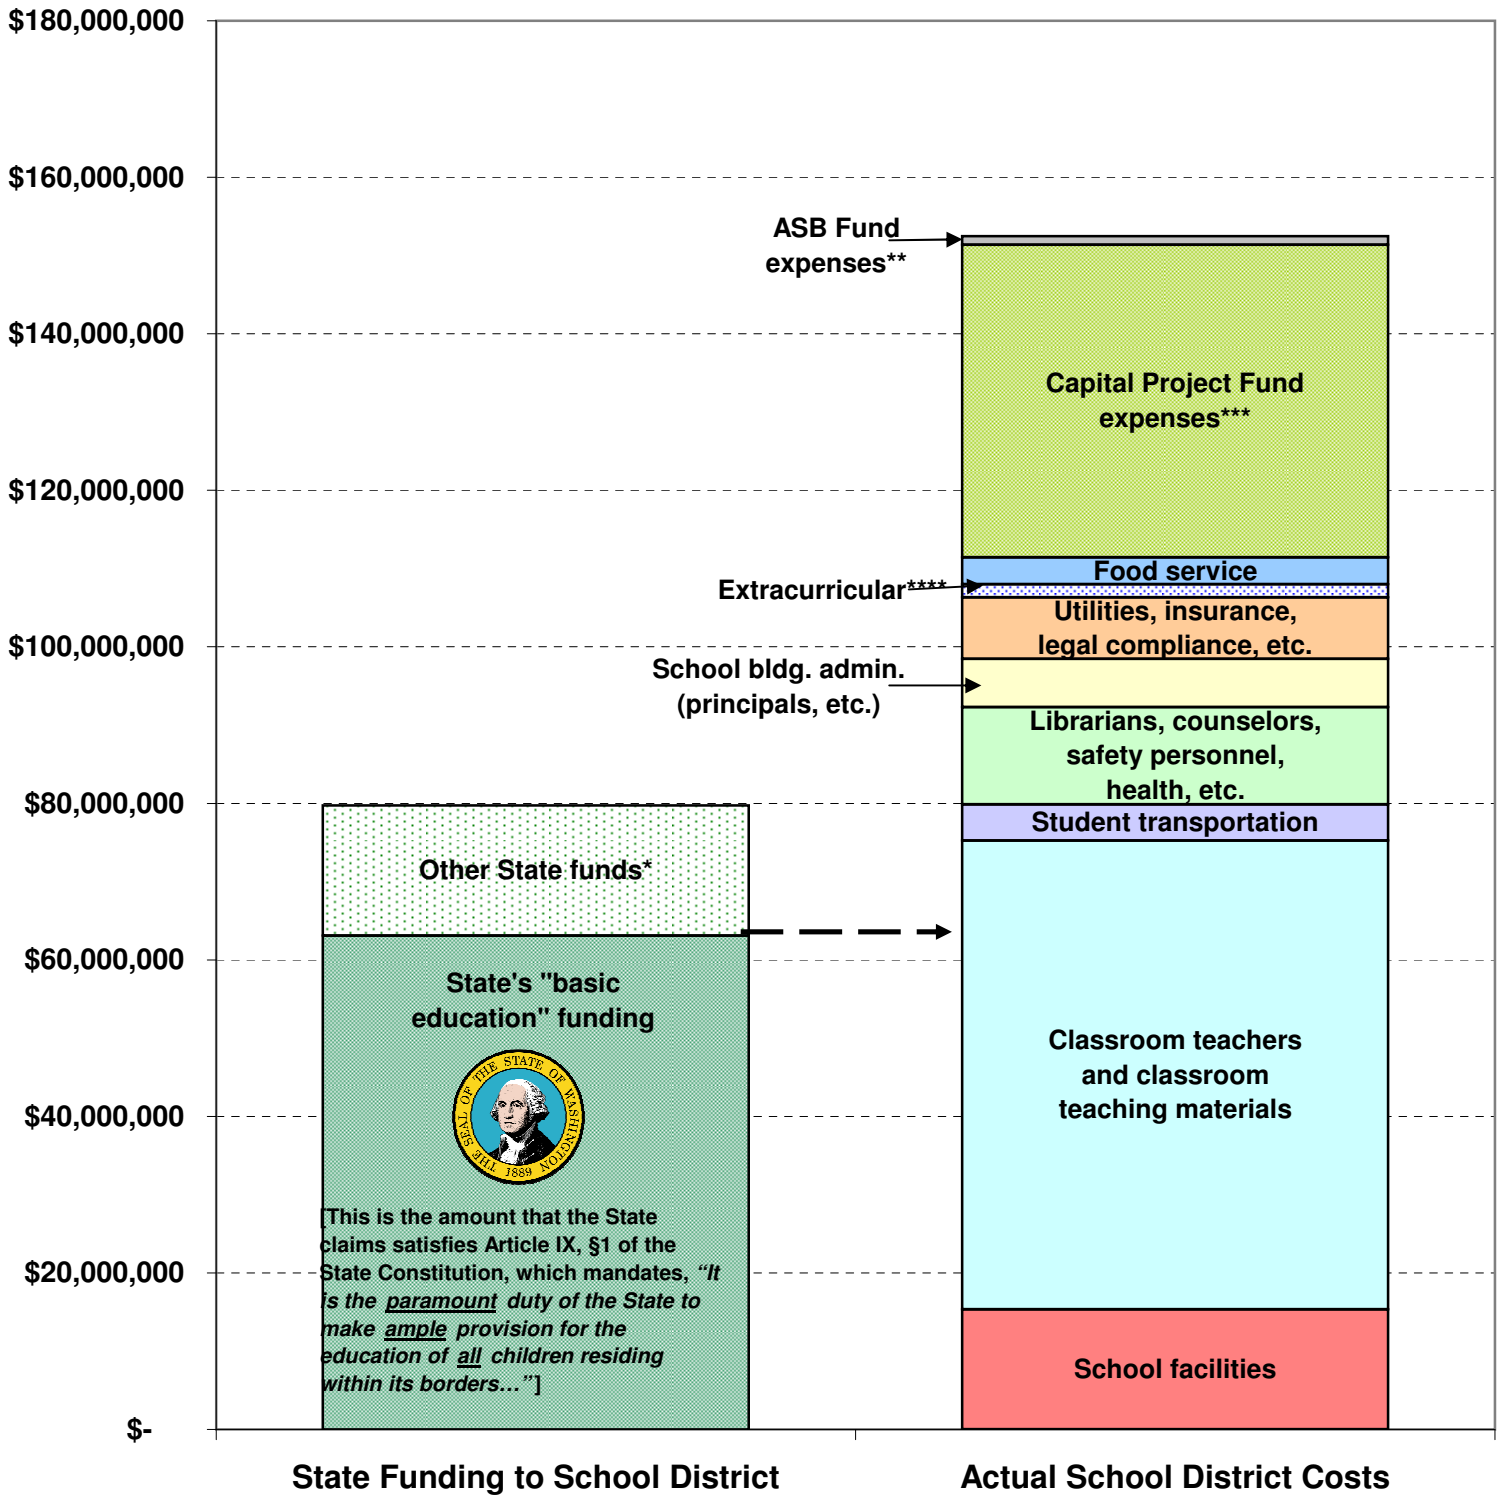 $180,000,000
$160,000,000
$140,000,000
$120,000,000
$100,000,000
$80,000,000
$60,000,000
$40,000,000
$20,000,000
$-
Other State funds*
State's "basic
education" funding
THE SEAL OF THE STATE OF WASHINGTON
1889
[This is the amount that the State
claims satisfies Article IX, §1 of the
State Constitution, which mandates, “It
is the paramount duty of the State to
make ample provision for the
education of all children residing
within its borders…”]
ASB Fund
expenses**
Capital Project Fund
expenses***
Food service
Extracurricular****
Utilities, insurance,
legal compliance, etc.
School bldg. admin.
(principals, etc.)
Librarians, counselors,
safety personnel,
health, etc.
Student transportation
Classroom teachers
and classroom
teaching materials
School facilities
State Funding to School District
Actual School District Costs